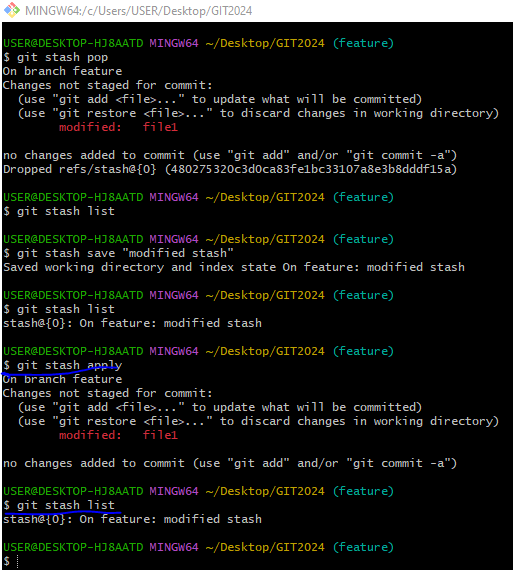 MINGW64:/c/Users/USER/Desktop/GIT2024
USER@DESKTOP-HJ8AATD MINGW64 ~/Desktop/GIT2024 (feature)
$ git stash pop
On branch feature
Changes not staged for commit:
  (use "git add <file>..." to update what will be committed)
  (use "git restore <file>..." to discard changes in working directory)
        modified:   file1
no changes added to commit (use "git add" and/or "git commit -a")
Dropped refs/stash@{0} (480275320c3d0ca83fe1bc33107a8e3b8dddf15a)
USER@DESKTOP-HJ8AATD MINGW64 ~/Desktop/GIT2024 (feature)
$ git stash list
USER@DESKTOP-HJ8AATD MINGW64 ~/Desktop/GIT2024 (feature)
$ git stash save "modified stash"
Saved working directory and index state On feature: modified stash
USER@DESKTOP-HJ8AATD MINGW64 ~/Desktop/GIT2024 (feature)
$ git stash list
stash@{0}: On feature: modified stash
USER@DESKTOP-HJ8AATD MINGW64 ~/Desktop/GIT2024 (feature)
$ git stash apply
On branch feature
Changes not staged for commit:
  (use "git add <file>..." to update what will be committed)
  (use "git restore <file>..." to discard changes in working directory)
        modified:   file1
no changes added to commit (use "git add" and/or "git commit -a")
USER@DESKTOP-HJ8AATD MINGW64 ~/Desktop/GIT2024 (feature)
$ git stash list
stash@{0}: On feature: modified stash
USER@DESKTOP-HJ8AATD MINGW64 ~/Desktop/GIT2024 (feature)
$